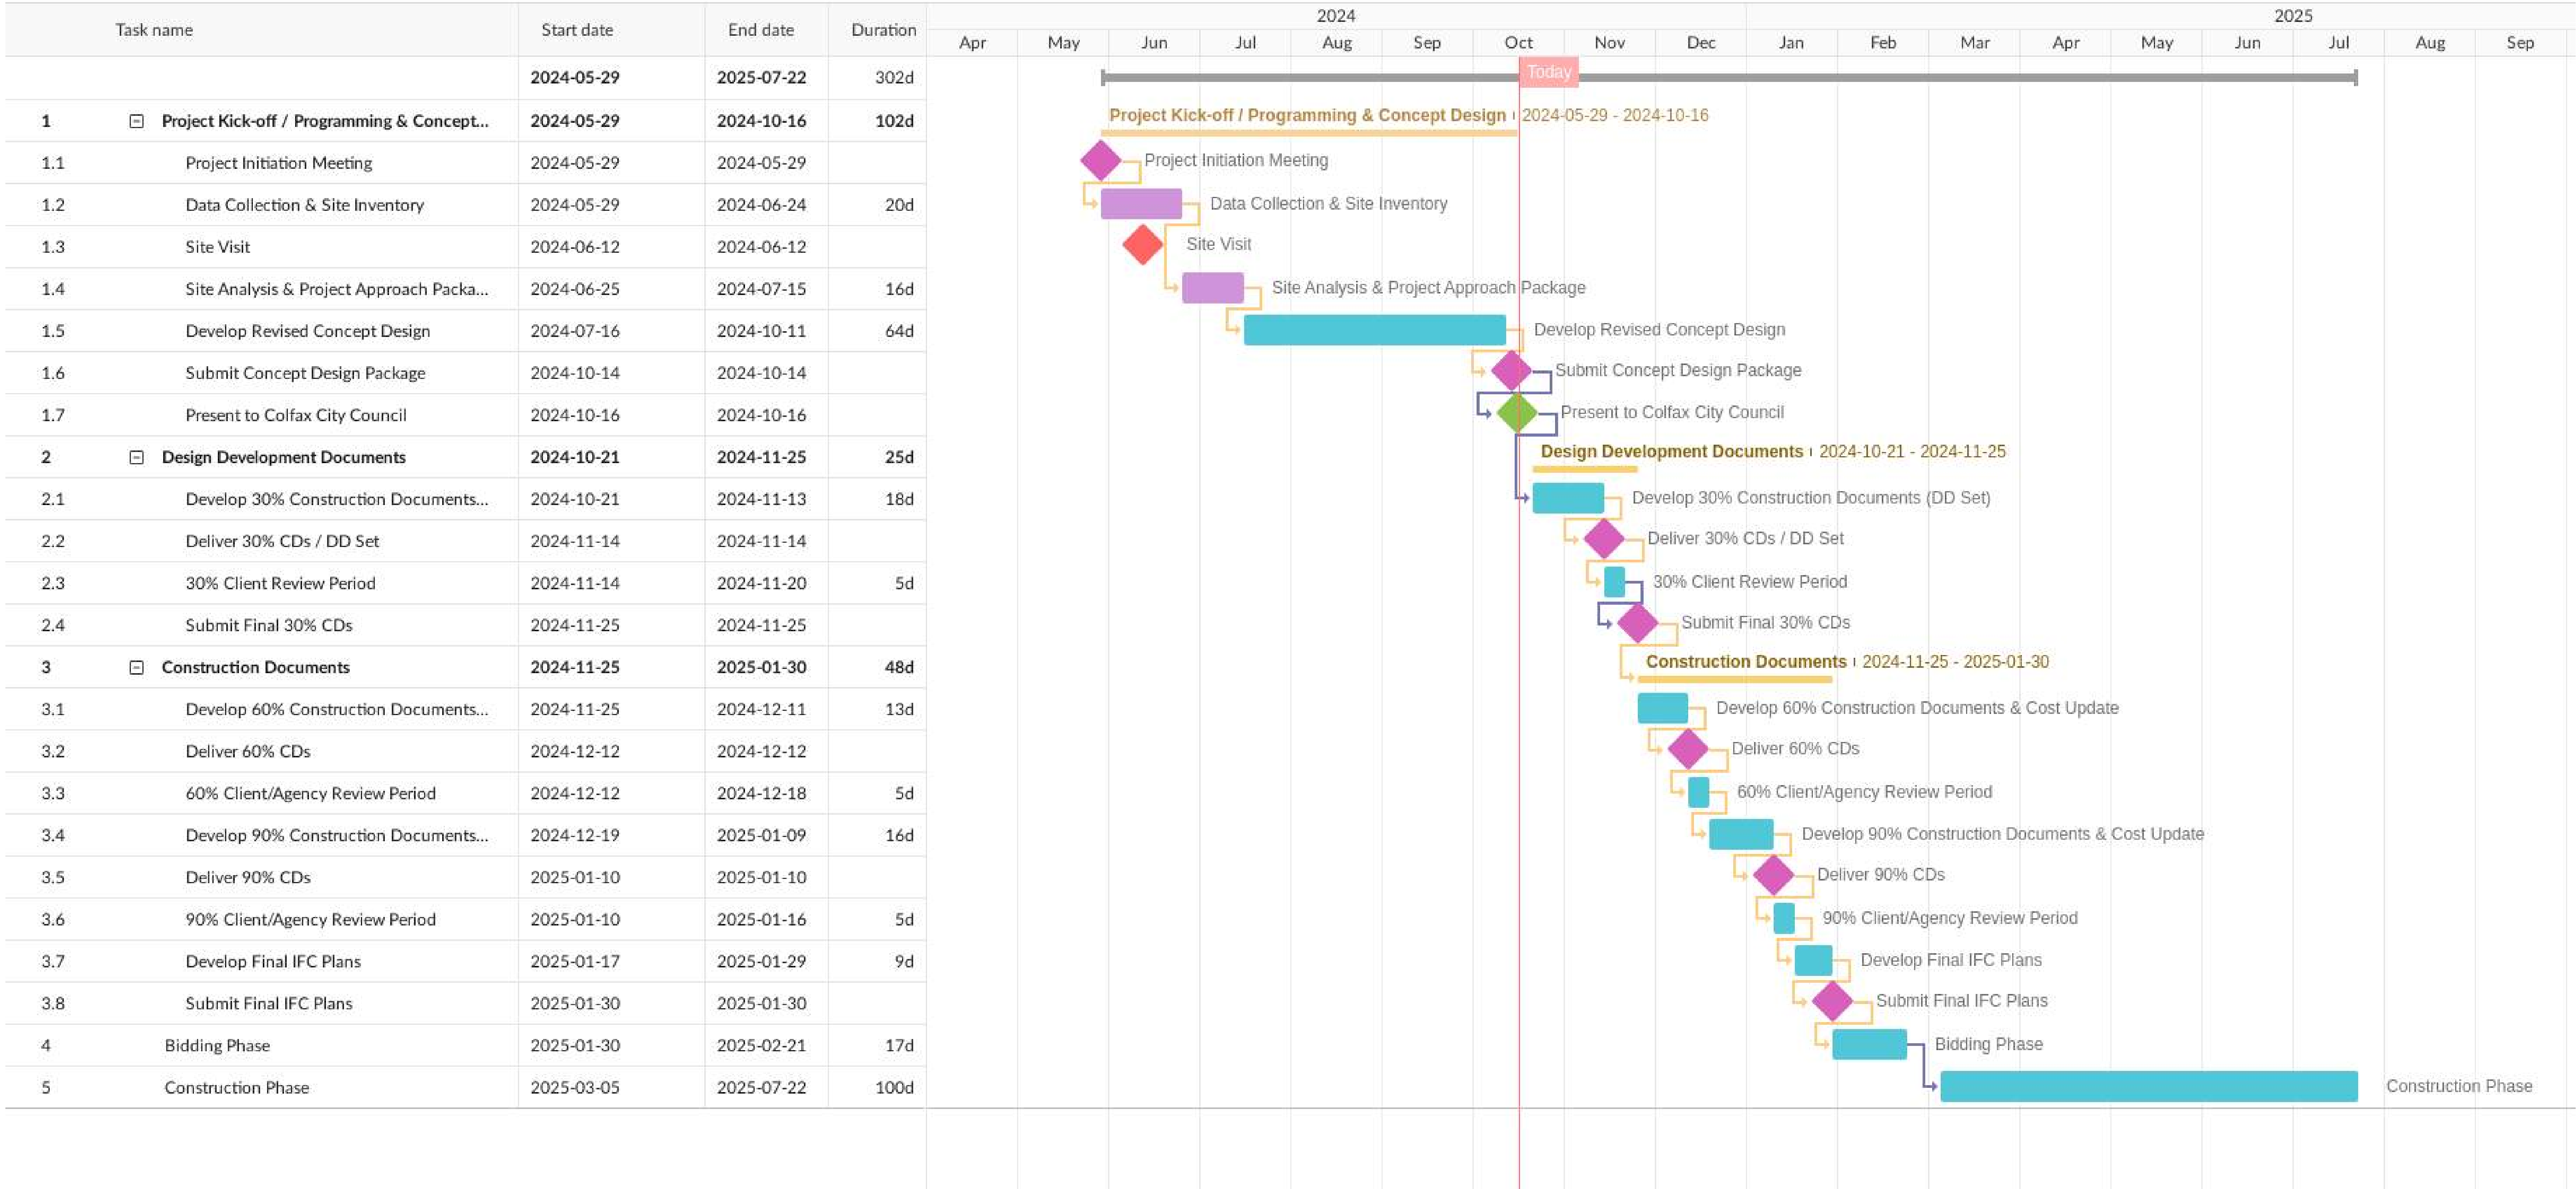 Task name Start date End date Duration 2024 2025
Apr May Jun Jul Aug Sep Oct Nov Dec Jan Feb Mar Apr May Jun Jul Aug Sep
2024-05-29 2025-07-22 302d Today
1 Project Kick-off / Programming & Concept... 2024-05-29 2024-10-16 102d Project Kick-off / Programming & Concept Design 2024-05-29 - 2024-10-16
1.1 Project Initiation Meeting 2024-05-29 2024-05-29 Project Initiation Meeting
1.2 Data Collection & Site Inventory 2024-05-29 2024-06-24 20d Data Collection & Site Inventory
1.3 Site Visit 2024-06-12 2024-06-12 Site Visit
1.4 Site Analysis & Project Approach Packa... 2024-06-25 2024-07-15 16d Site Analysis & Project Approach Package
1.5 Develop Revised Concept Design 2024-07-16 2024-10-11 64d Develop Revised Concept Design
1.6 Submit Concept Design Package 2024-10-14 2024-10-14 Submit Concept Design Package
1.7 Present to Colfax City Council 2024-10-16 2024-10-16 Present to Colfax City Council
2 Design Development Documents 2024-10-21 2024-11-25 25d Design Development Documents 2024-10-21 - 2024-11-25
2.1 Develop 30% Construction Documents... 2024-10-21 2024-11-13 18d Develop 30% Construction Documents (DD Set)
2.2 Deliver 30% CDs / DD Set 2024-11-14 2024-11-14 Deliver 30% CDs / DD Set
2.3 30% Client Review Period 2024-11-14 2024-11-20 5d 30% Client Review Period
2.4 Submit Final 30% CDs 2024-11-25 2024-11-25 Submit Final 30% CDs
3 Construction Documents 2024-11-25 2025-01-30 48d Construction Documents 2024-11-25 - 2025-01-30
3.1 Develop 60% Construction Documents... 2024-11-25 2024-12-11 13d Develop 60% Construction Documents & Cost Update
3.2 Deliver 60% CDs 2024-12-12 2024-12-12 Deliver 60% CDs
3.3 60% Client/Agency Review Period 2024-12-12 2024-12-18 5d 60% Client/Agency Review Period
3.4 Develop 90% Construction Documents... 2024-12-19 2025-01-09 16d Develop 90% Construction Documents & Cost Update
3.5 Deliver 90% CDs 2025-01-10 2025-01-10 Deliver 90% CDs
3.6 90% Client/Agency Review Period 2025-01-10 2025-01-16 5d 90% Client/Agency Review Period
3.7 Develop Final IFC Plans 2025-01-17 2025-01-29 9d Develop Final IFC Plans
3.8 Submit Final IFC Plans 2025-01-30 2025-01-30 Submit Final IFC Plans
4 Bidding Phase 2025-01-30 2025-02-21 17d Bidding Phase
5 Construction Phase 2025-03-05 2025-07-22 100d Construction Phase